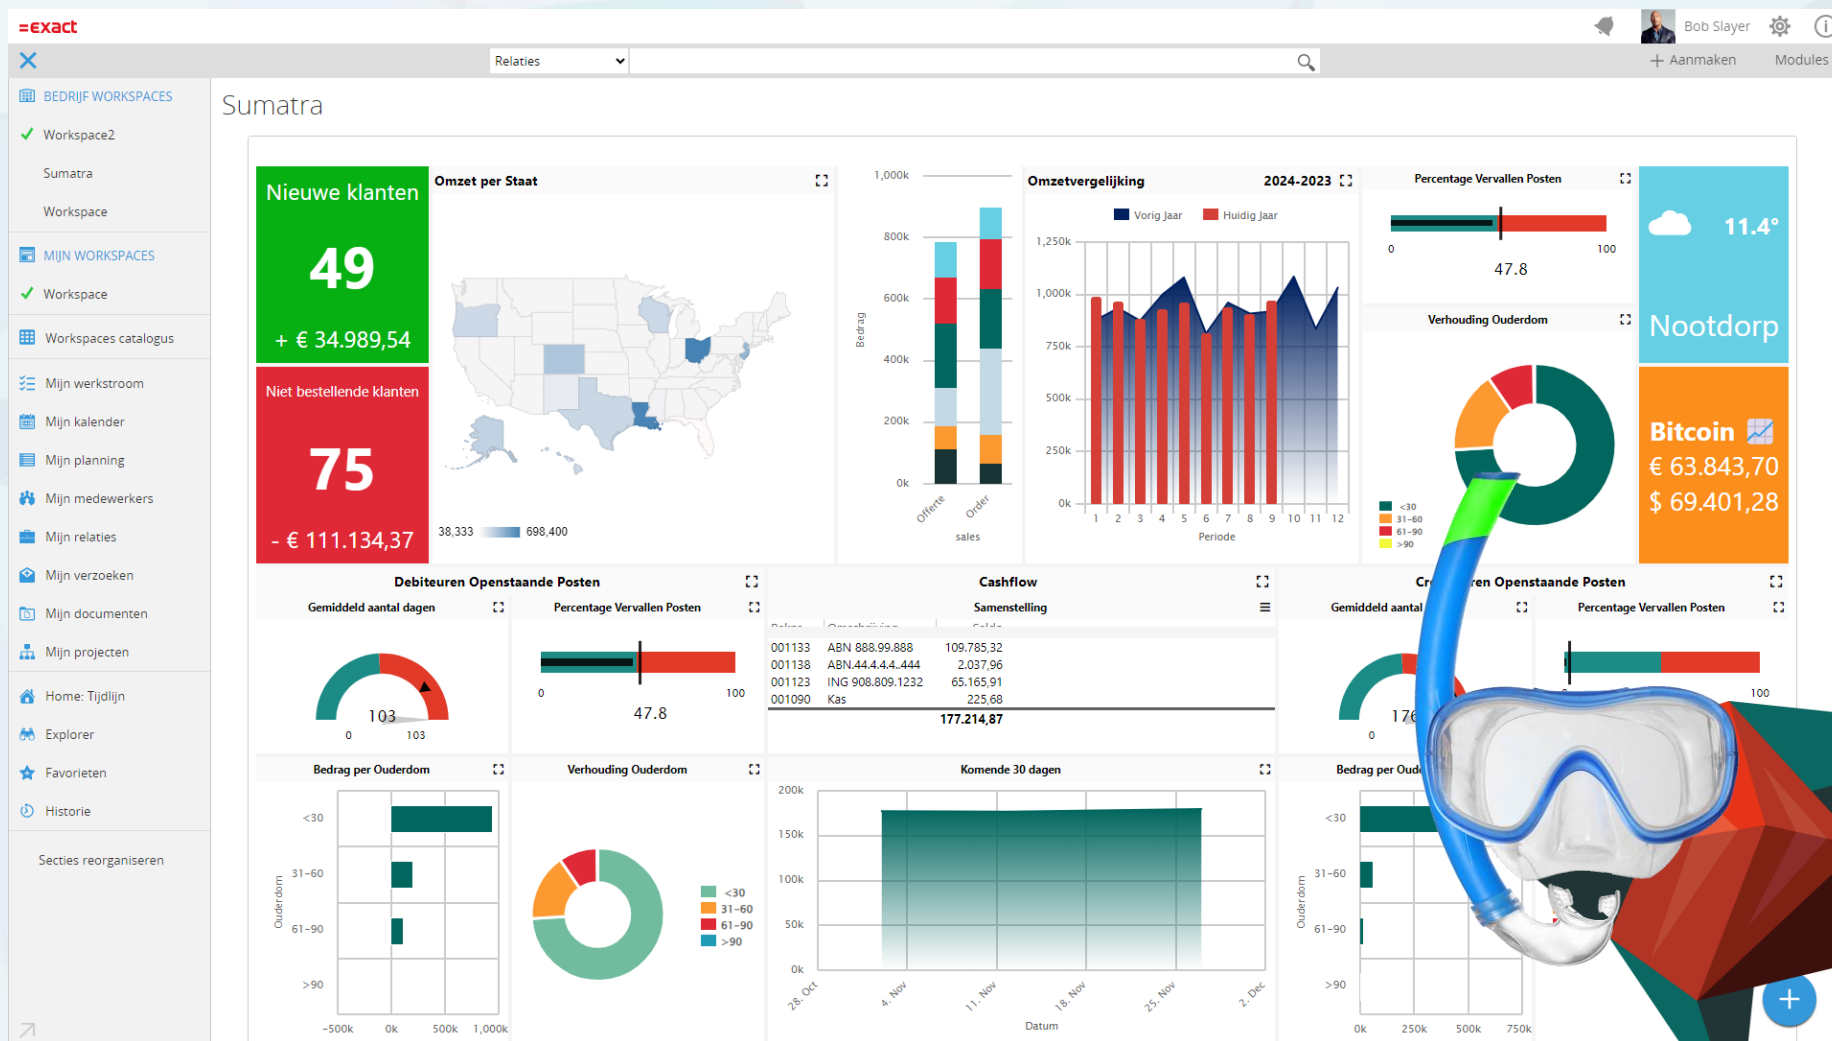 =exact
Bob Slayer
Relaties
Aanmaken
Modules
BEDRIJF WORKSPACES
Workspace2
Sumatra
Workspace
MIJN WORKSPACES
Workspace
Workspaces catalogus
Mijn werkstroom
Mijn kalender
Mijn planning
Mijn medewerkers
Mijn relaties
Mijn verzoeken
Mijn documenten
Mijn projecten
Home: Tijdlijn
Explorer
Favorieten
Historie
Secties reorganiseren
Sumatra
Nieuwe klanten
49
+ € 34.989,54
Niet bestellende klanten
75
- € 111.134,37
Omzet per Staat
38,333 698,400
1,000k
800k
600k
400k
200k
0k
Bedrag
Offerte Order
sales
Omzetvergelijking 2024-2023
Vorig Jaar Huidig Jaar
1,250k
1,000k
750k
500k
250k
0k
1 2 3 4 5 6 7 8 9 10 11 12
Periode
Percentage Vervallen Posten
0 100
47.8
Verhouding Ouderdom
<30
31-60
61-90
>90
11.4°
Nootdorp
Bitcoin
€ 63.843,70
$ 69.401,28
Debiteuren Openstaande Posten
Gemiddeld aantal dagen
103
0 103
Percentage Vervallen Posten
0 100
47.8
Cashflow
Samenstelling
001133 ABN 888.99.888 109.785,32
001138 ABN.44.4.4.4..444 2.037,96
001123 ING 908.809.1232 65.165,91
001090 Kas 225,68
177.214,87
Openstaande Posten
Gemiddeld aantal
0
Percentage Vervallen Posten
100
Bedrag per Ouderdom
Ouderdom
<30
31-60
61-90
>90
-500k 0k 500k 1,000k
Verhouding Ouderdom
<30
31-60
61-90
>90
Komende 30 dagen
200k
150k
100k
50k
0k
28. Oct 4. Nov 11. Nov 18. Nov 25. Nov 2. Dec
Datum
Bedrag per
Ouderdom
<30
31-60
61-90
>90
0k 250k 500k 750k